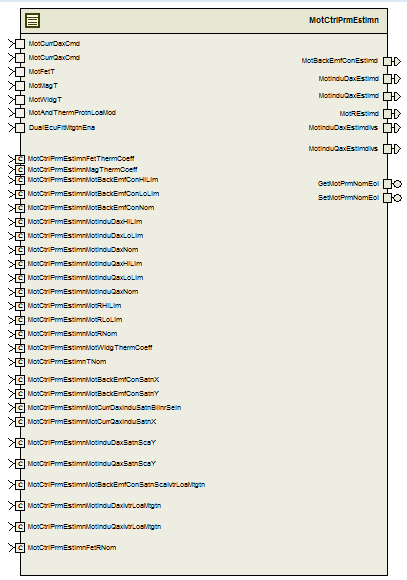 MotCtrlPrmEstimn
MotCurrDaxCmd
MotCurrQaxCmd
MotFetT
MotMagT
MotWidgT
MotAndThermProtnLoaMod
DualEcuFltMtgtnEna
MotCtrlPrmEstimnFetThermCoeff
MotCtrlPrmEstimnMagThermCoeff
MotCtrlPrmEstimnMotBackEmfConHiLim
MotCtrlPrmEstimnMotBackEmfConLoLim
MotCtrlPrmEstimnMotBackEmfConNom
MotCtrlPrmEstimnMotInduDaxHiLim
MotCtrlPrmEstimnMotInduDaxLoLim
MotCtrlPrmEstimnMotInduDaxNom
MotCtrlPrmEstimnMotInduQaxHiLim
MotCtrlPrmEstimnMotInduQaxLoLim
MotCtrlPrmEstimnMotInduQaxNom
MotCtrlPrmEstimnMotRHiLim
MotCtrlPrmEstimnMotRLoLim
MotCtrlPrmEstimnMotRNom
MotCtrlPrmEstimnMotWidgThermCoeff
MotCtrlPrmEstimnTNom
MotCtrlPrmEstimnMotBackEmfConSatnX
MotCtrlPrmEstimnMotBackEmfConSatnY
MotCtrlPrmEstimnMotCurrDaxInduSatnBilnrSeln
MotCtrlPrmEstimnMotCurrQaxInduSatnX
MotCtrlPrmEstimnMotInduDaxSatnScaY
MotCtrlPrmEstimnMotInduQaxSatnScaY
MotCtrlPrmEstimnMotBackEmfConSatnScaIvtrLoaMtgtn
MotCtrlPrmEstimnMotInduDaxIvtrLoaMtgtn
MotCtrlPrmEstimnMotInduQaxIvtrLoaMtgtn
MotCtrlPrmEstimnFetRNom
MotBackEmfConEstimd
MotInduDaxEstimd
MotInduQaxEstimd
MotREstimd
MotInduDaxEstimdIvs
MotInduQaxEstimdIvs
GetMotPrmNomEol
SetMotPrmNomEol